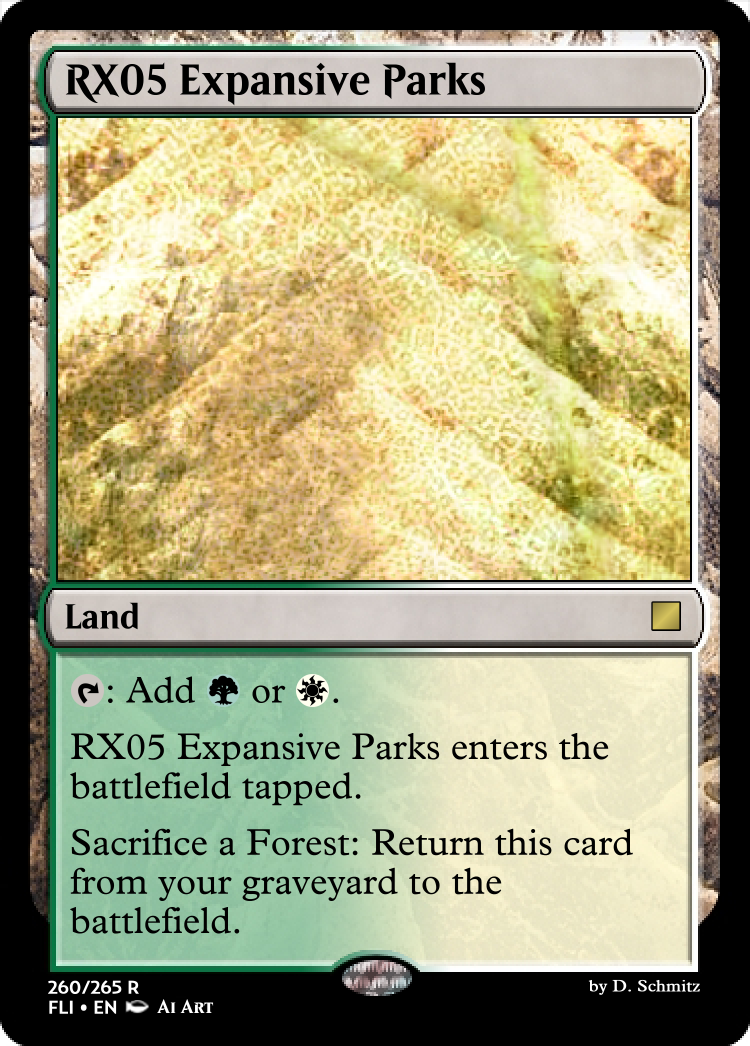 RX05 Expansive Parks
Land
: Add or .
RX05 Expansive Parks enters the
battlefield tapped.
Sacrifice a Forest: Return this card
from your graveyard to the
battlefield.
260/265 R
FLI • EN AI ART
by D. Schmitz